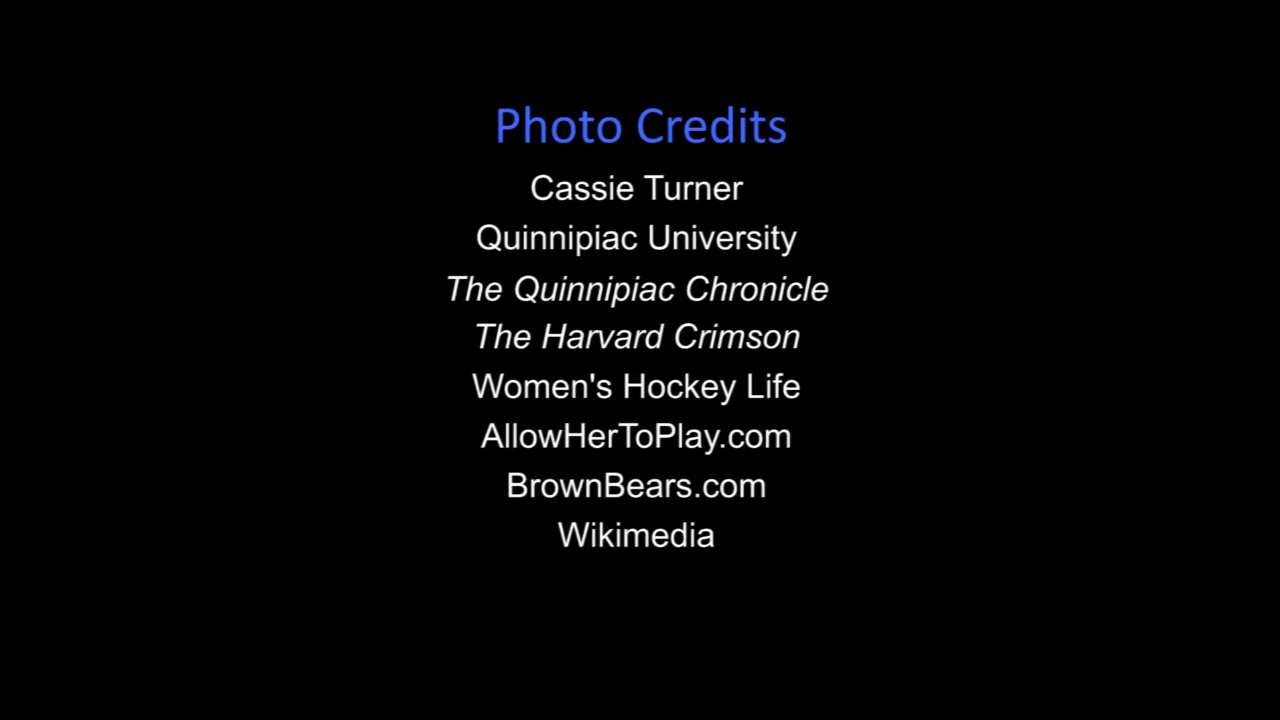 Photo Credits
Cassie Turner
Quinnipiac University
The Quinnipiac Chronicle
The Harvard Crimson
Women's Hockey Life
AllowHerToPlay.com
BrownBears.com
Wikimedia